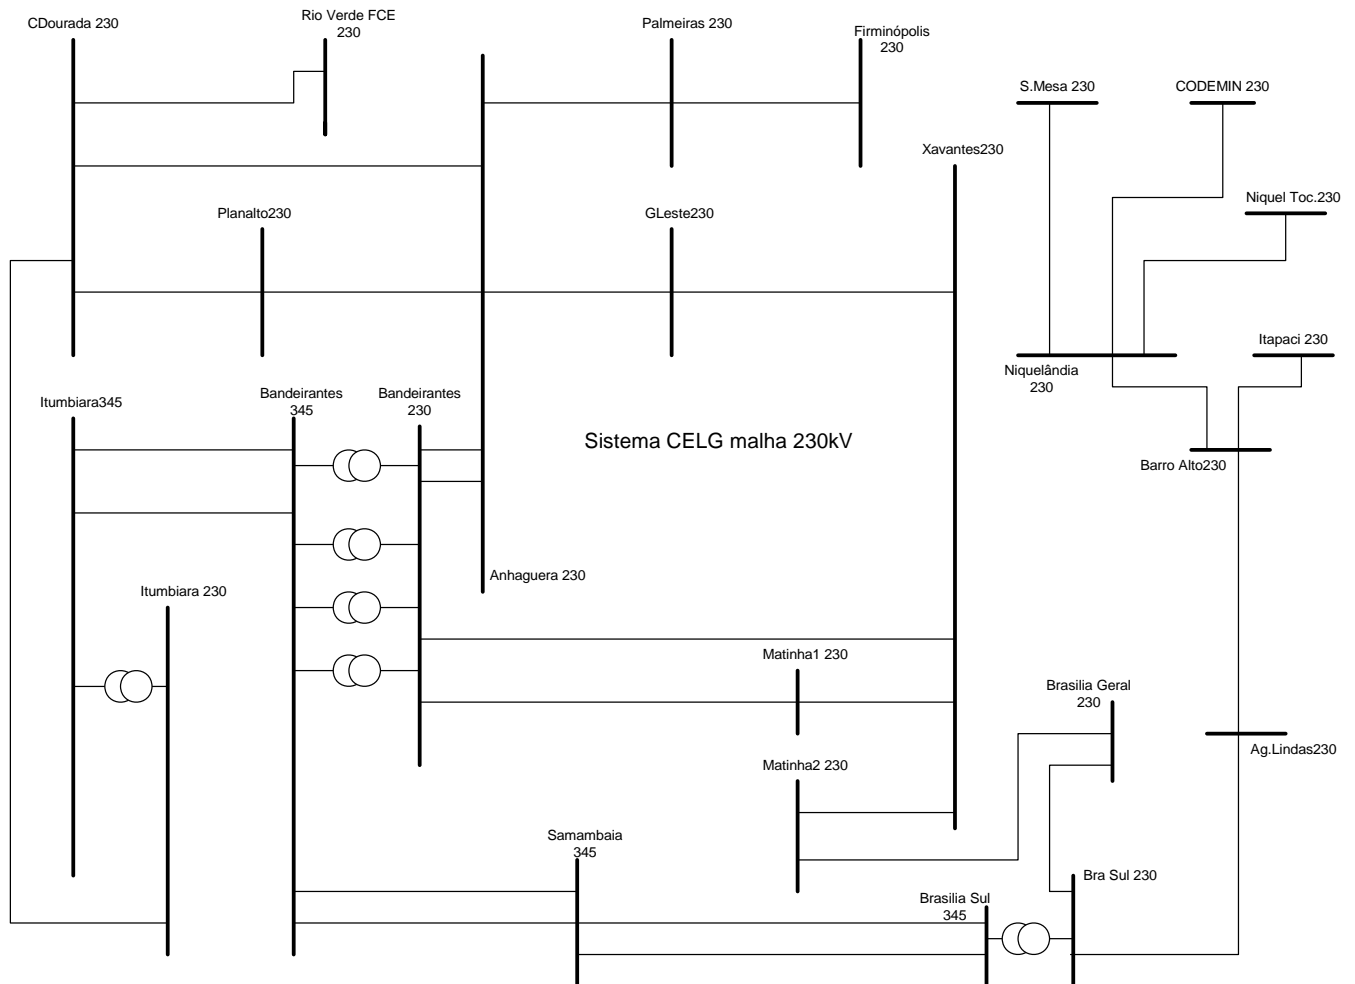 CDourada 230
Rio Verde FCE
230
Palmeiras 230
Firminópolis
230
S.Mesa 230
CODEMIN 230
Xavantes230
Niquel Toc.230
Planalto230
GLeste230
Itapaci 230
Niquelândia
230
Itumbiara345
Bandeirantes
345
Bandeirantes
230
Sistema CELG malha 230kV
Barro Alto230
Anhaguera 230
Itumbiara 230
Matinha1 230
Brasilia Geral
230
Ag.Lindas230
Matinha2 230
Samambaia
345
Bra Sul 230
Brasilia Sul
345